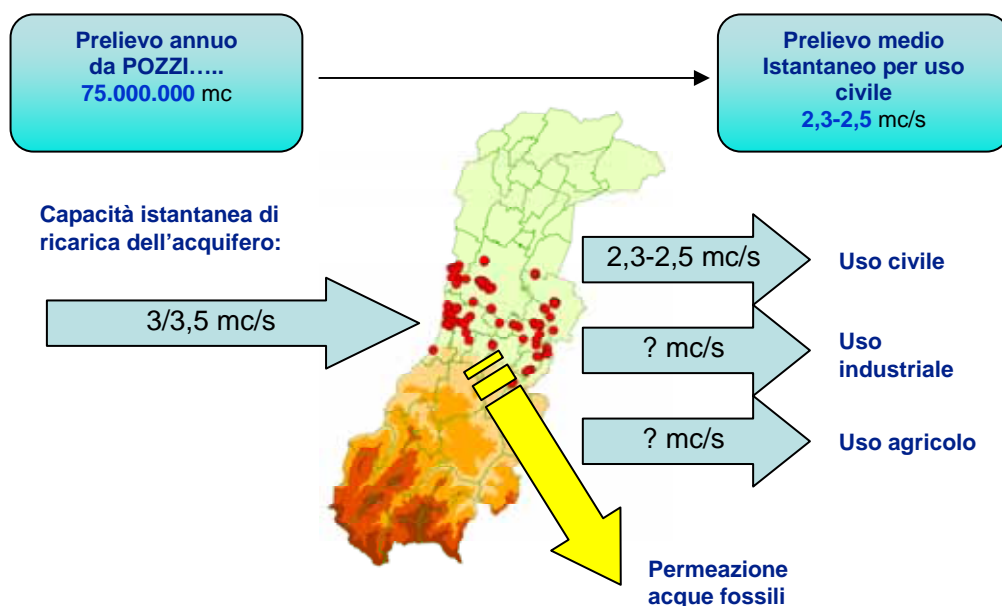 Prelievo annuo
da POZZI…..
75.000.000 mc
Prelievo medio
Istantaneo per uso
civile
2,3-2,5 mc/s
Capacità istantanea di
ricarica dell'acquifero:
3/3,5 mc/s
2,3-2,5 mc/s
Uso civile
? mc/s
Uso
industriale
? mc/s
Uso agricolo
Permeazione
acque fossili